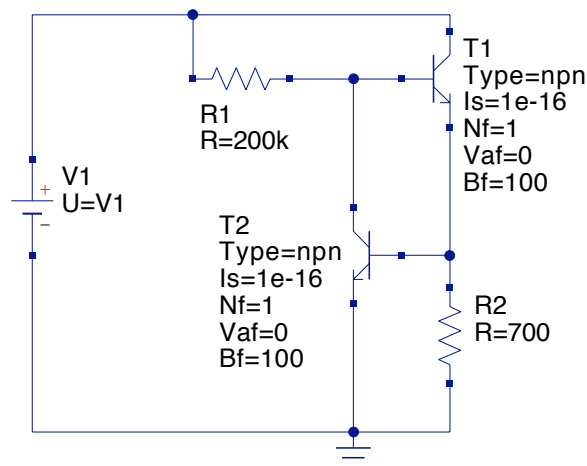 T1
Type=npn
Is=1e-16
Nf=1
Vaf=0
Bf=100
R1
R=200k
+
V1
U=V1
−
T2
Type=npn
Is=1e-16
Nf=1
Vaf=0
Bf=100
R2
R=700